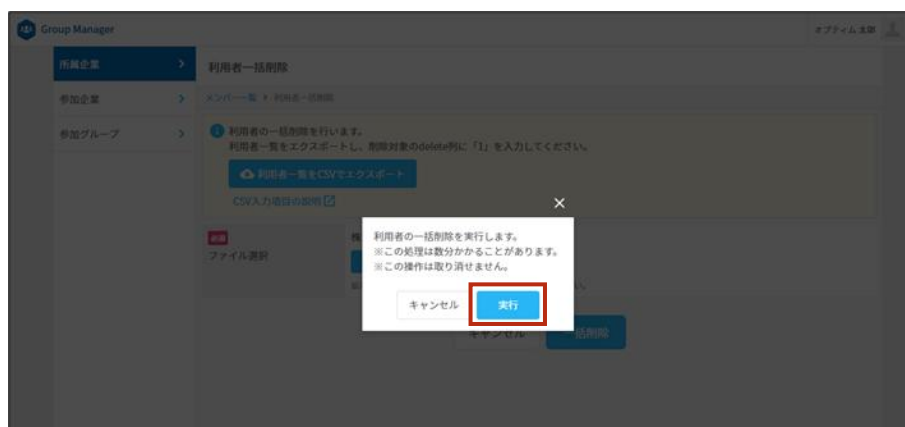 Group Manager
オプティム 太郎
所属企業
利用者一括削除
参加企業
メンバー一覧 > 利用者一括削除
参加グループ
利用者の一括削除を行います。
利用者一覧をエクスポートし、削除対象のdelete列に「1」を入力してください。
利用者一覧をCSVでエクスポート
CSV入力項目の説明
必須
ファイル選択
利用者の一括削除を実行します。
※この処理は数分かかることがあります。
※この操作は取り消せません。
キャンセル
実行
キャンセル
一括削除